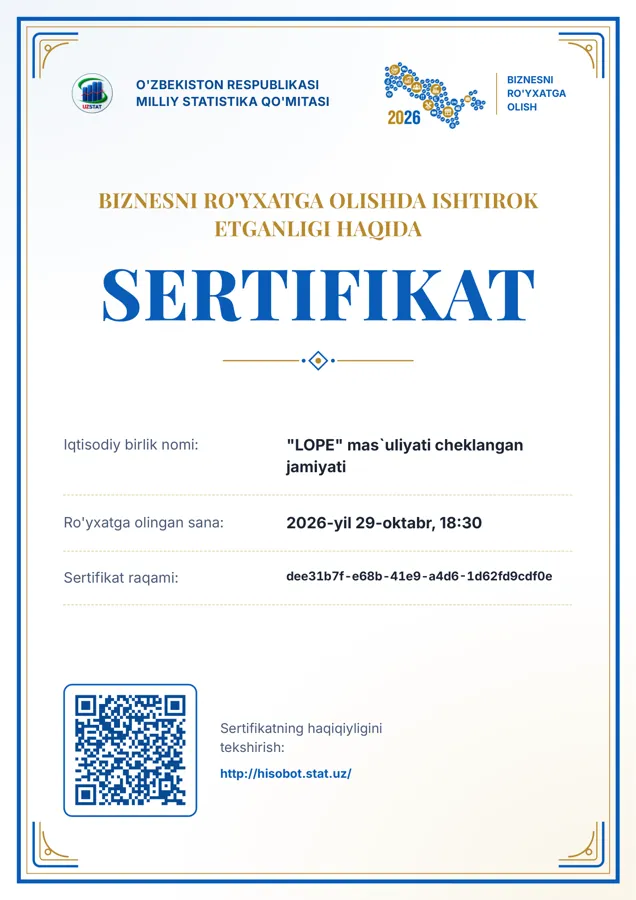 UZSTAT
O'ZBEKISTON RESPUBLIKASI
MILLIY STATISTIKA QO'MITASI
2026
BIZNESNI
RO'YXATGA
OLISH
BIZNESNI RO'YXATGA OLISHDA ISHTIROK
ETGANLIGI HAQIDA
SERTIFIKAT
Iqtisodiy birlik nomi:
"LOPE" mas`uliyati cheklangan
jamiyati
Ro'yxatga olingan sana:
2026-yil 29-oktabr, 18:30
Sertifikat raqami:
dee31b7f-e68b-41e9-a4d6-1d62fd9cdf0e
Sertifikatning haqiqiyligini
tekshirish:
http://hisobot.stat.uz/